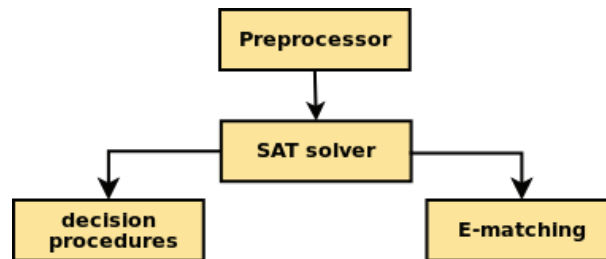 Preprocessor
SAT solver
decision
procedures
E-matching